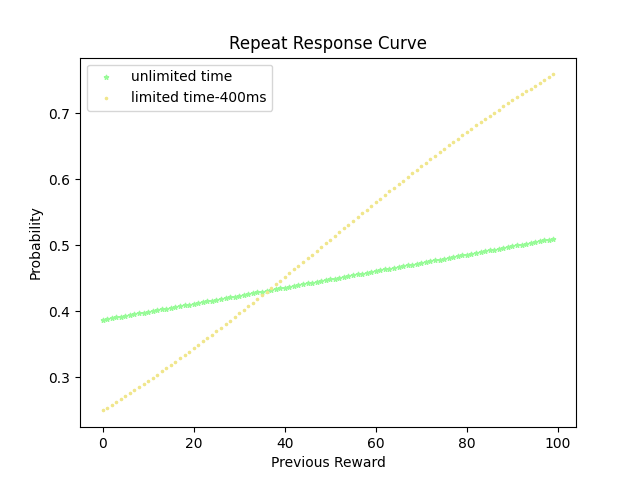 Repeat Response Curve
unlimited time
limited time-400ms
0.7
0.6
0.5
0.4
0.3
Probability
0 20 40 60 80 100
Previous Reward